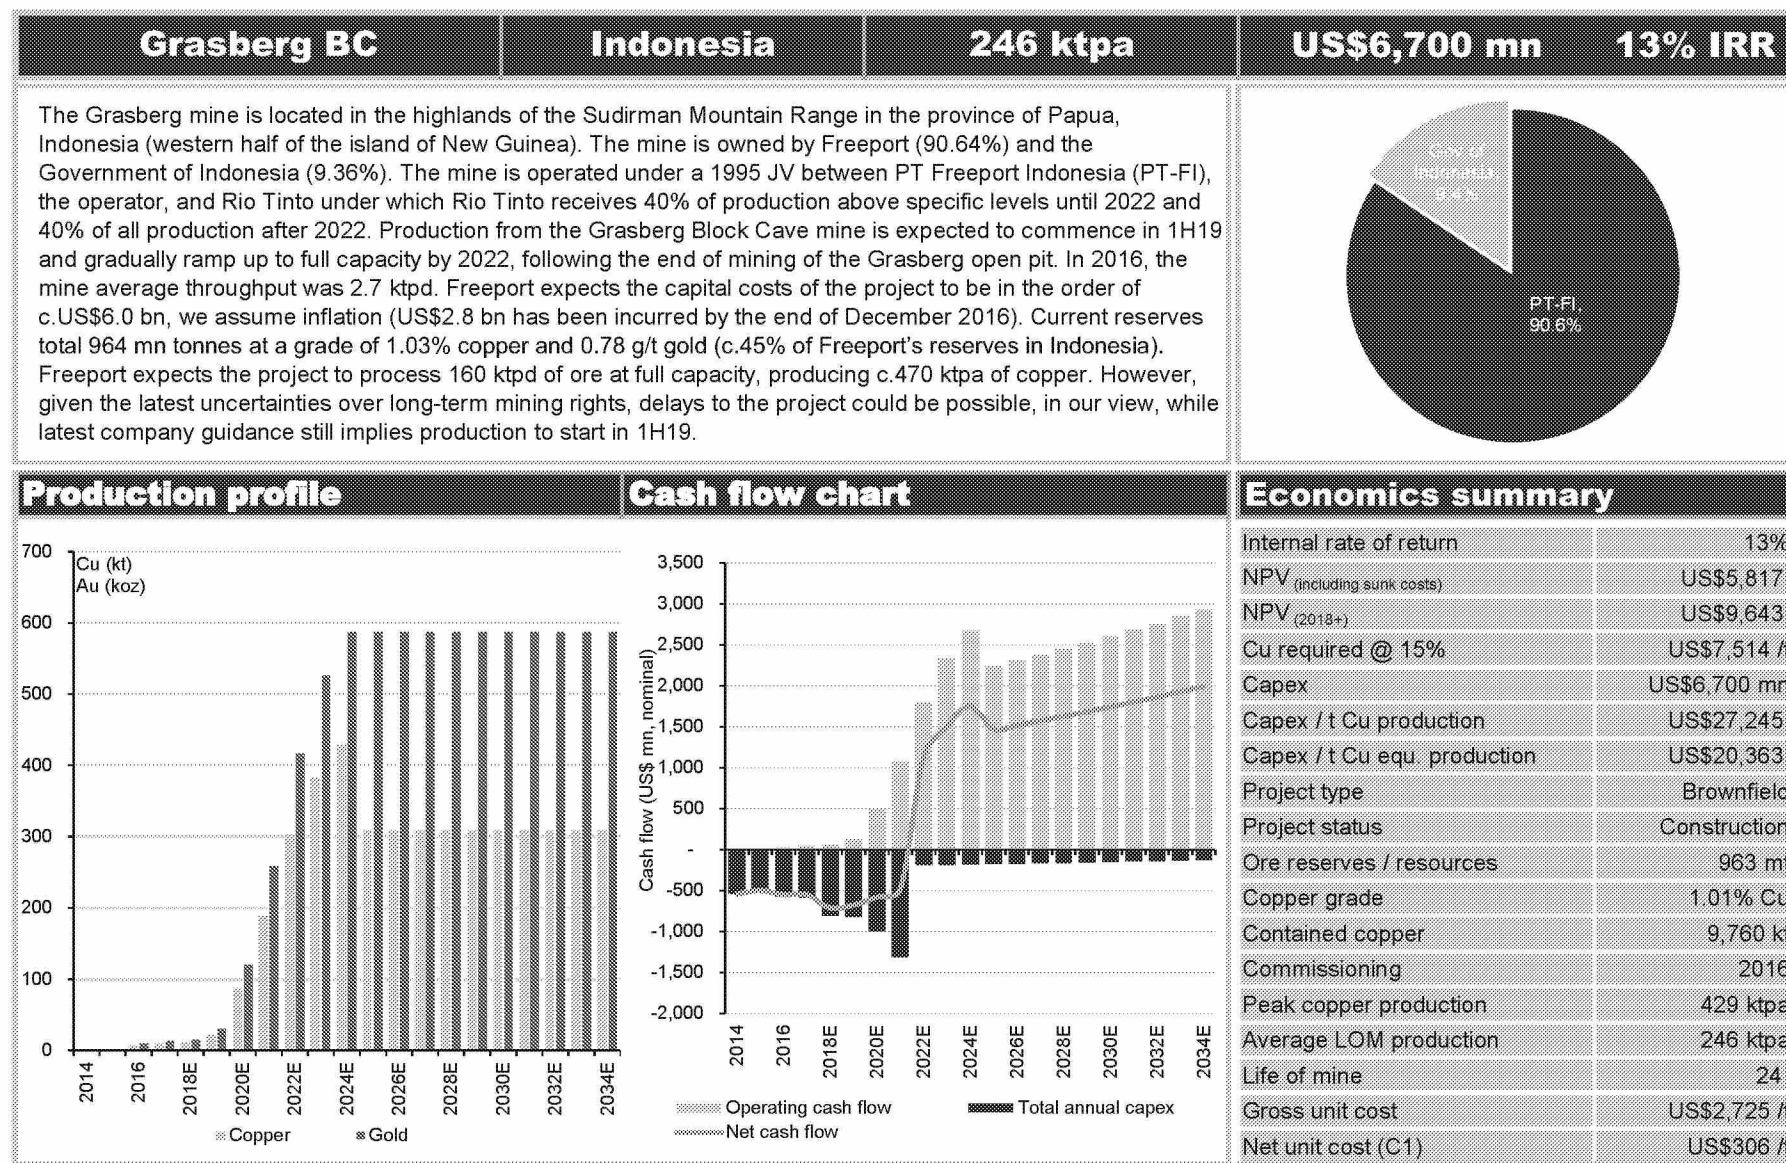 Grasberg BC
Indonesia
246 ktpa
US$6,700 mn
13% IRR
The Grasberg mine is located in the highlands of the Sudirman Mountain Range in the province of Papua,
Indonesia (western half of the island of New Guinea). The mine is owned by Freeport (90.64%) and the
Government of Indonesia (9.36%). The mine is operated under a 1995 JV between PT Freeport Indonesia (PT-FI),
the operator, and Rio Tinto under which Rio Tinto receives 40% of production above specific levels until 2022 and
40% of all production after 2022. Production from the Grasberg Block Cave mine is expected to commence in 1H19
and gradually ramp up to full capacity by 2022, following the end of mining of the Grasberg open pit. In 2016, the
mine average throughput was 2.7 ktpd. Freeport expects the capital costs of the project to be in the order of
c.US$6.0 bn, we assume inflation (US$2.8 bn has been incurred by the end of December 2016). Current reserves
total 964 mn tonnes at a grade of 1.03% copper and 0.78 g/t gold (c.45% of Freeport's reserves in Indonesia).
Freeport expects the project to process 160 ktpd of ore at full capacity, producing c.470 ktpa of copper. However,
given the latest uncertainties over long-term mining rights, delays to the project could be possible, in our view, while
latest company guidance still implies production to start in 1H19.
Gov of
Indonesia
9.4%
PT-FI,
90.6%
Production profile
700
600
500
400
300
200
100
0
Cu (kt)
Au (koz)
2014
2016
2018E
2020E
2022E
2024E
2026E
2028E
2030E
2032E
2034E
Copper
Gold
Cash flow chart
Cash flow (US$ mn, nominal)
3,500
3,000
2,500
2,000
1,500
1,000
500
-
-500
-1,000
-1,500
-2,000
2014
2016
2018E
2020E
2022E
2024E
2026E
2028E
2030E
2032E
2034E
Operating cash flow
Total annual capex
Net cash flow
Economics summary
Internal rate of return 13%
NPV (including sunk costs) US$5,817
NPV (2018+) US$9,643
Cu required @ 15% US$7,514 /t
Capex US$6,700 mn
Capex / t Cu production US$27,245
Capex / t Cu equ. production US$20,363
Project type Brownfield
Project status Construction
Ore reserves / resources 963 mt
Copper grade 1.01% Cu
Contained copper 9,760 kt
Commissioning 2016
Peak copper production 429 ktpa
Average LOM production 246 ktpa
Life of mine 24
Gross unit cost US$2,725 /t
Net unit cost (C1) US$306 /t